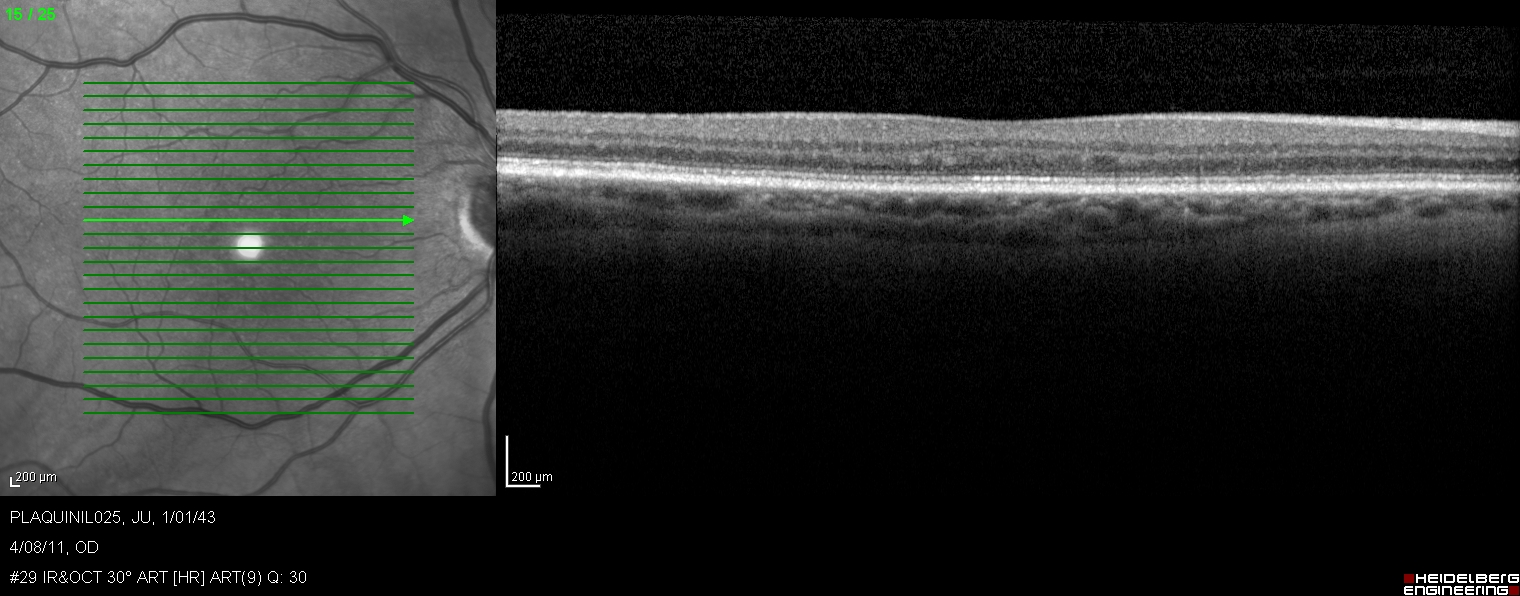 15 / 25
200 µm
200 µm
PLAQUINIL025, JU, 1/01/43
4/08/11, OD
#29 IR&OCT 30° ART [HR] ART(9) Q: 30
HEIDELBERG
ENGINEERING